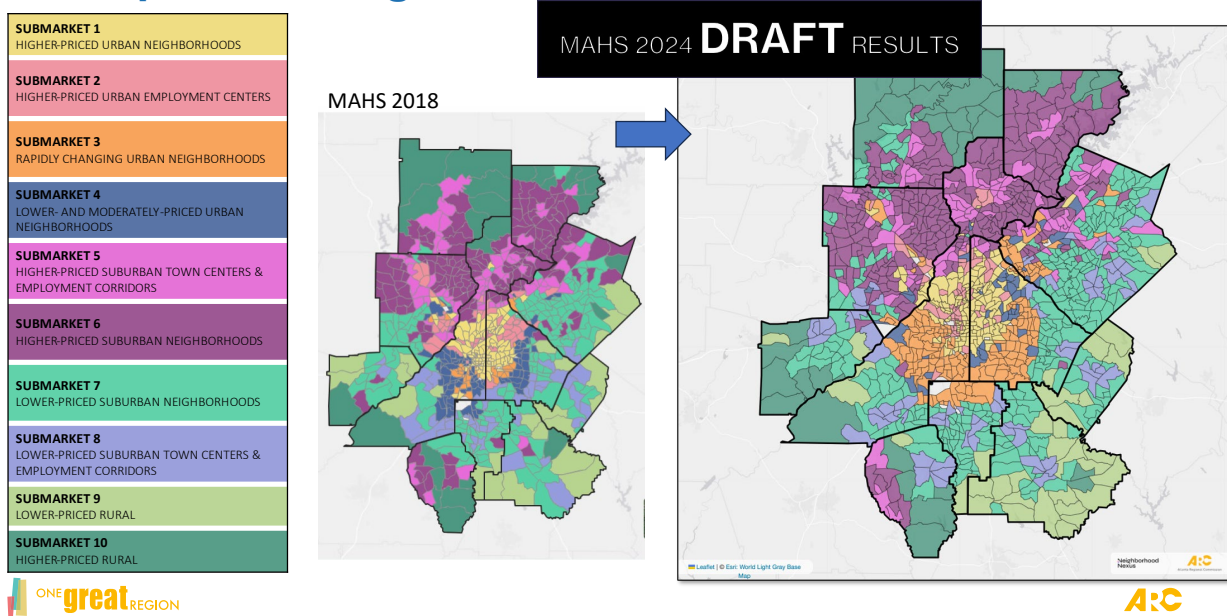 MAHS 2024 DRAFT RESULTS
SUBMARKET 1
HIGHER-PRICED URBAN NEIGHBORHOODS
SUBMARKET 2
HIGHER-PRICED URBAN EMPLOYMENT CENTERS
SUBMARKET 3
RAPIDLY CHANGING URBAN NEIGHBORHOODS
SUBMARKET 4
LOWER- AND MODERATELY-PRICED URBAN
NEIGHBORHOODS
SUBMARKET 5
HIGHER-PRICED SUBURBAN TOWN CENTERS &
EMPLOYMENT CORRIDORS
SUBMARKET 6
HIGHER-PRICED SUBURBAN NEIGHBORHOODS
SUBMARKET 7
LOWER-PRICED SUBURBAN NEIGHBORHOODS
SUBMARKET 8
LOWER-PRICED SUBURBAN TOWN CENTERS &
EMPLOYMENT CORRIDORS
SUBMARKET 9
LOWER-PRICED RURAL
SUBMARKET 10
HIGHER-PRICED RURAL
MAHS 2018
Leaflet | © Esri: World Light Gray Base
Map
Neighborhood
Nexus
ARC
Atlanta Regional Commission
ONE great REGION
ARC